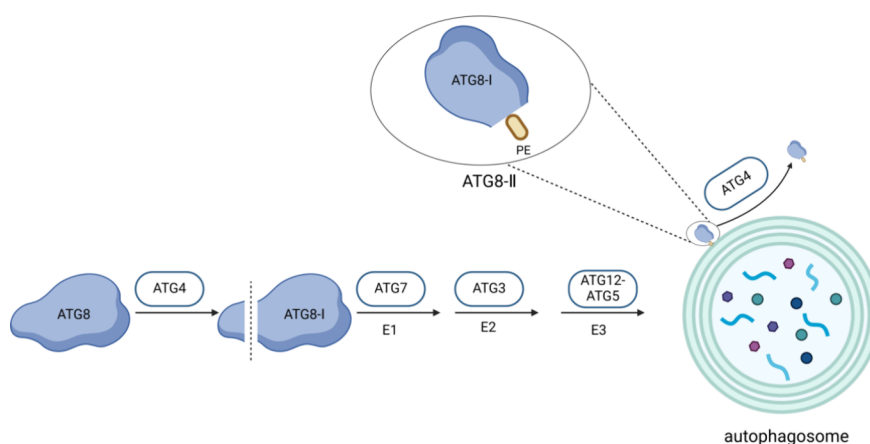 ATG8-I
PE
ATG8-II
ATG4
ATG8
ATG4
ATG8-I
ATG7
E1
ATG3
E2
ATG12-
ATG5
E3
autophagosome